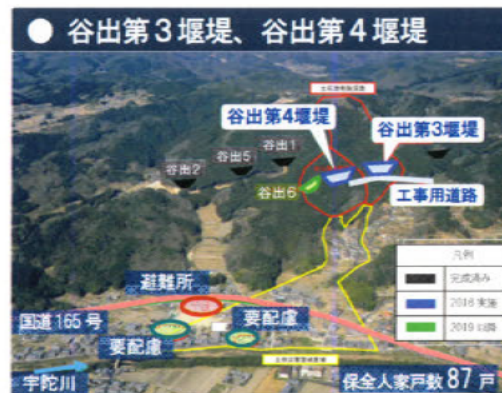 ● 谷出第3堰堤、谷出第4堰堤
谷出第4堰堤
谷出第3堰堤
谷出1
谷出5
谷出2
谷出6
工事用道路
凡例
完成済み
2016 実施
2019 以降
避難所
国道165号
要配慮
要配慮
宇陀川
保全人家戸数87戸